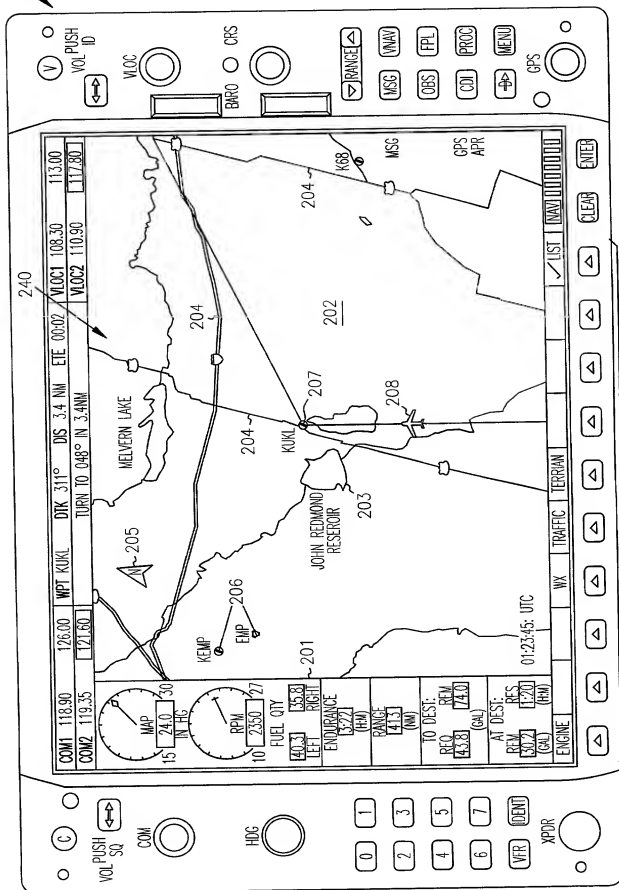 C
VOL PUSH SQ
COM
HDG
0 1
2 3
4 5
6 7
VFR IDENT
XPDR
COM1 118.90 126.00 WPT KUKL DTK 311° DIS 3.4 NM ETE 00:02 VLOC1 108.30 113.00
COM2 119.35 121.60 TURN TO 048° IN 3.4NM VLOC2 110.90 117.80
MAP
15 24.0 30
IN HG
RPM
10 2350 27
FUEL QTY
40.3 35.8
LEFT RIGHT
ENDURANCE
3:22
(H:M)
RANGE
413
(NM)
TO DEST:
REQ REM
43.8 (GAL) 74.0
AT DEST:
REM RES
30.2 1:20
(GAL) (H:M)
201
205
N
240
MELVERN LAKE
204
204
204
KEMP
206
EMP
KUKL
207
JOHN REDMOND
RESEROIR
203
208
202
K68
MSG
GPS
APR
01:23:45: UTC
ENGINE WX TRAFFIC TERRIAN ✓LIST NAV
CLEAR ENTER
V
VOL PUSH ID
VLOC
BARO CRS
RANGE
MSG VNAV
OBS FPL
CDI PROC
D MENU
GPS